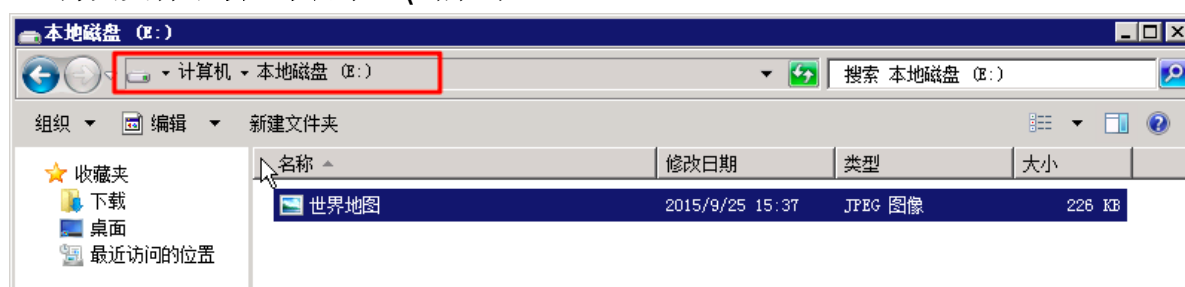 本地磁盘 (E:)
计算机 本地磁盘 (E:) 搜索 本地磁盘 (E:)
组织 编辑 新建文件夹
名称 修改日期 类型 大小
收藏夹
下载
桌面
最近访问的位置
世界地图 2015/9/25 15:37 JPEG 图像 226 KB